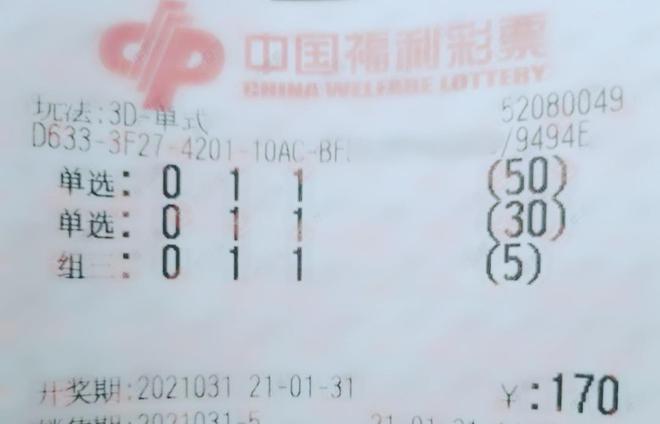 中国福利彩票
CHINA WELFARE LOTTERY
玩法:3D-单式 52080049
D633-3F27-4201-10AC-BF /9494E
单选: 0 1 1 (50)
单选: 0 1 1 (30)
组三: 0 1 1 (5)
开奖期:2021031 21-01-31 ¥:170
2021031-5